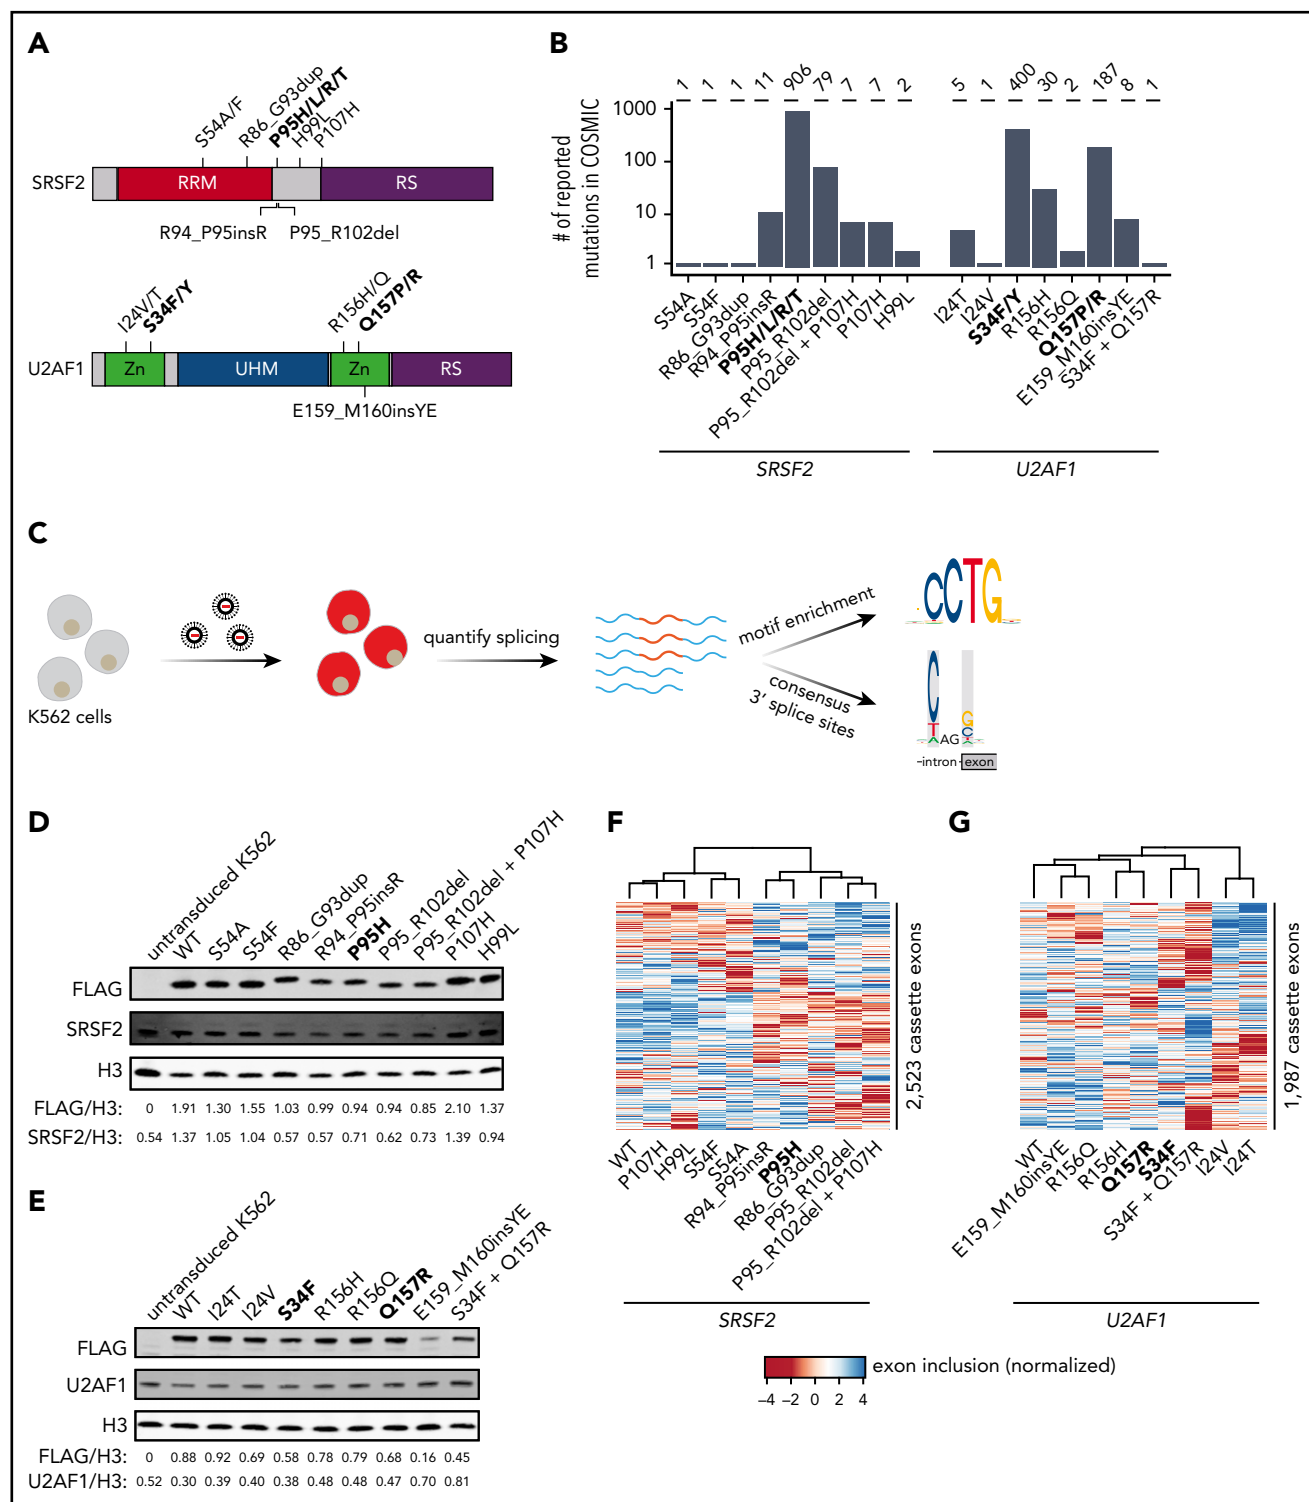 A
S54A/F
R86_G93dup
P95H/L/R/T
H99L
P107H
SRSF2
RRM
RS
R94_P95insR
P95_R102del
I24V/T
S34F/Y
R156H/Q
Q157P/R
U2AF1
Zn
UHM
Zn
RS
E159_M160insYE
B
# of reported
mutations in COSMIC
1000
100
10
1
1
1
1
11
906
79
7
7
2
5
1
400
30
2
187
8
1
S54A
S54F
R86_G93dup
R94_P95insR
P95H/L/R/T
P95_R102del
P95_R102del + P107H
P107H
H99L
I24T
I24V
S34F/Y
R156H
R156Q
Q157P/R
E159_M160insYE
S34F + Q157R
SRSF2
U2AF1
C
K562 cells
quantify splicing
motif enrichment
consensus
3′ splice sites
CCTG
C
T
A
AG
G
C
T
intron
exon
D
untransduced K562
WT
S54A
S54F
R86_G93dup
R94_P95insR
P95H
P95_R102del
P95_R102del + P107H
P107H
H99L
FLAG
SRSF2
H3
FLAG/H3: 0 1.91 1.30 1.55 1.03 0.99 0.94 0.94 0.85 2.10 1.37
SRSF2/H3: 0.54 1.37 1.05 1.04 0.57 0.57 0.71 0.62 0.73 1.39 0.94
E
untransduced K562
WT
I24T
I24V
S34F
R156H
R156Q
Q157R
E159_M160insYE
S34F + Q157R
FLAG
U2AF1
H3
FLAG/H3: 0 0.88 0.92 0.69 0.58 0.78 0.79 0.68 0.16 0.45
U2AF1/H3: 0.52 0.30 0.39 0.40 0.38 0.48 0.48 0.47 0.70 0.81
F
2,523 cassette exons
WT
P107H
H99L
S54F
S54A
R94_P95insR
P95H
R86_G93dup
P95_R102del
P95_R102del + P107H
SRSF2
G
1,987 cassette exons
WT
E159_M160insYE
R156Q
R156H
Q157R
S34F
S34F + Q157R
I24V
I24T
U2AF1
exon inclusion (normalized)
–4 –2 0 2 4